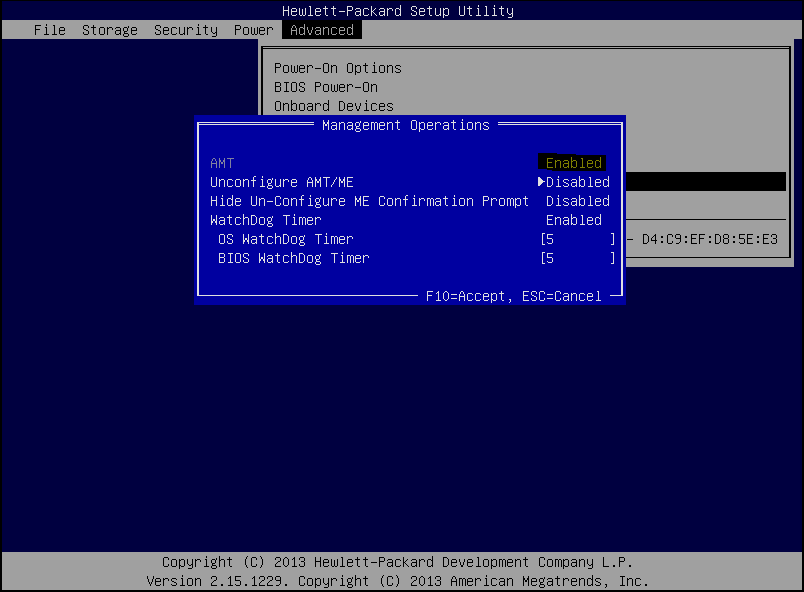 Hewlett-Packard Setup Utility
File Storage Security Power Advanced
Power-On Options
BIOS Power-On
Onboard Devices
Management Operations
AMT Enabled
Unconfigure AMT/ME Disabled
Hide Un-Configure ME Confirmation Prompt Disabled
WatchDog Timer Enabled
OS WatchDog Timer [5 ] - D4:C9:EF:D8:5E:E3
BIOS WatchDog Timer [5 ]
F10=Accept, ESC=Cancel
Copyright (C) 2013 Hewlett-Packard Development Company L.P.
Version 2.15.1229. Copyright (C) 2013 American Megatrends, Inc.